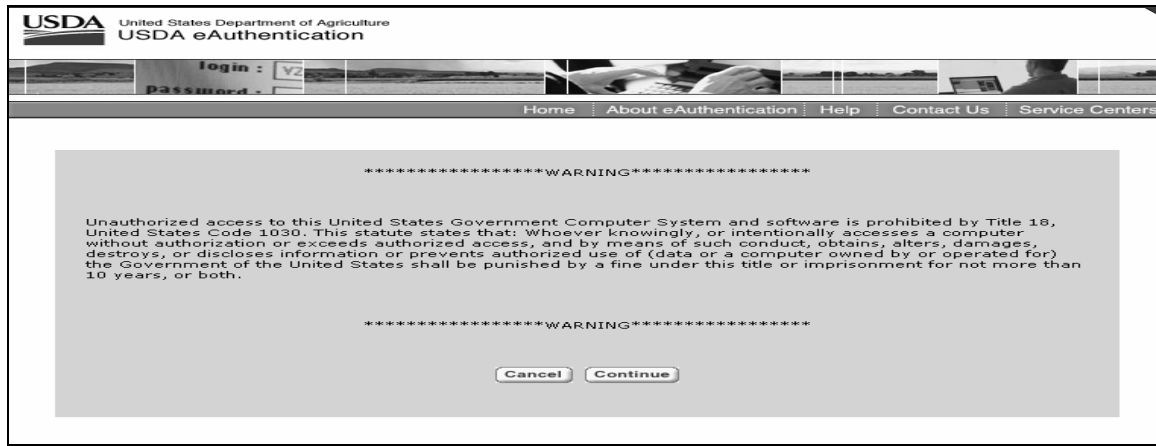 USDA United States Department of Agriculture
USDA eAuthentication
login : YZ
password :
Home About eAuthentication Help Contact Us Service Centers
*****************WARNING*****************
Unauthorized access to this United States Government Computer System and software is prohibited by Title 18,
United States Code 1030. This statute states that: Whoever knowingly, or intentionally accesses a computer
without authorization or exceeds authorized access, and by means of such conduct, obtains, alters, damages,
destroys, or discloses information or prevents authorized use of (data or a computer owned by or operated for)
the Government of the United States shall be punished by a fine under this title or imprisonment for not more than
10 years, or both.
*****************WARNING*****************
Cancel Continue